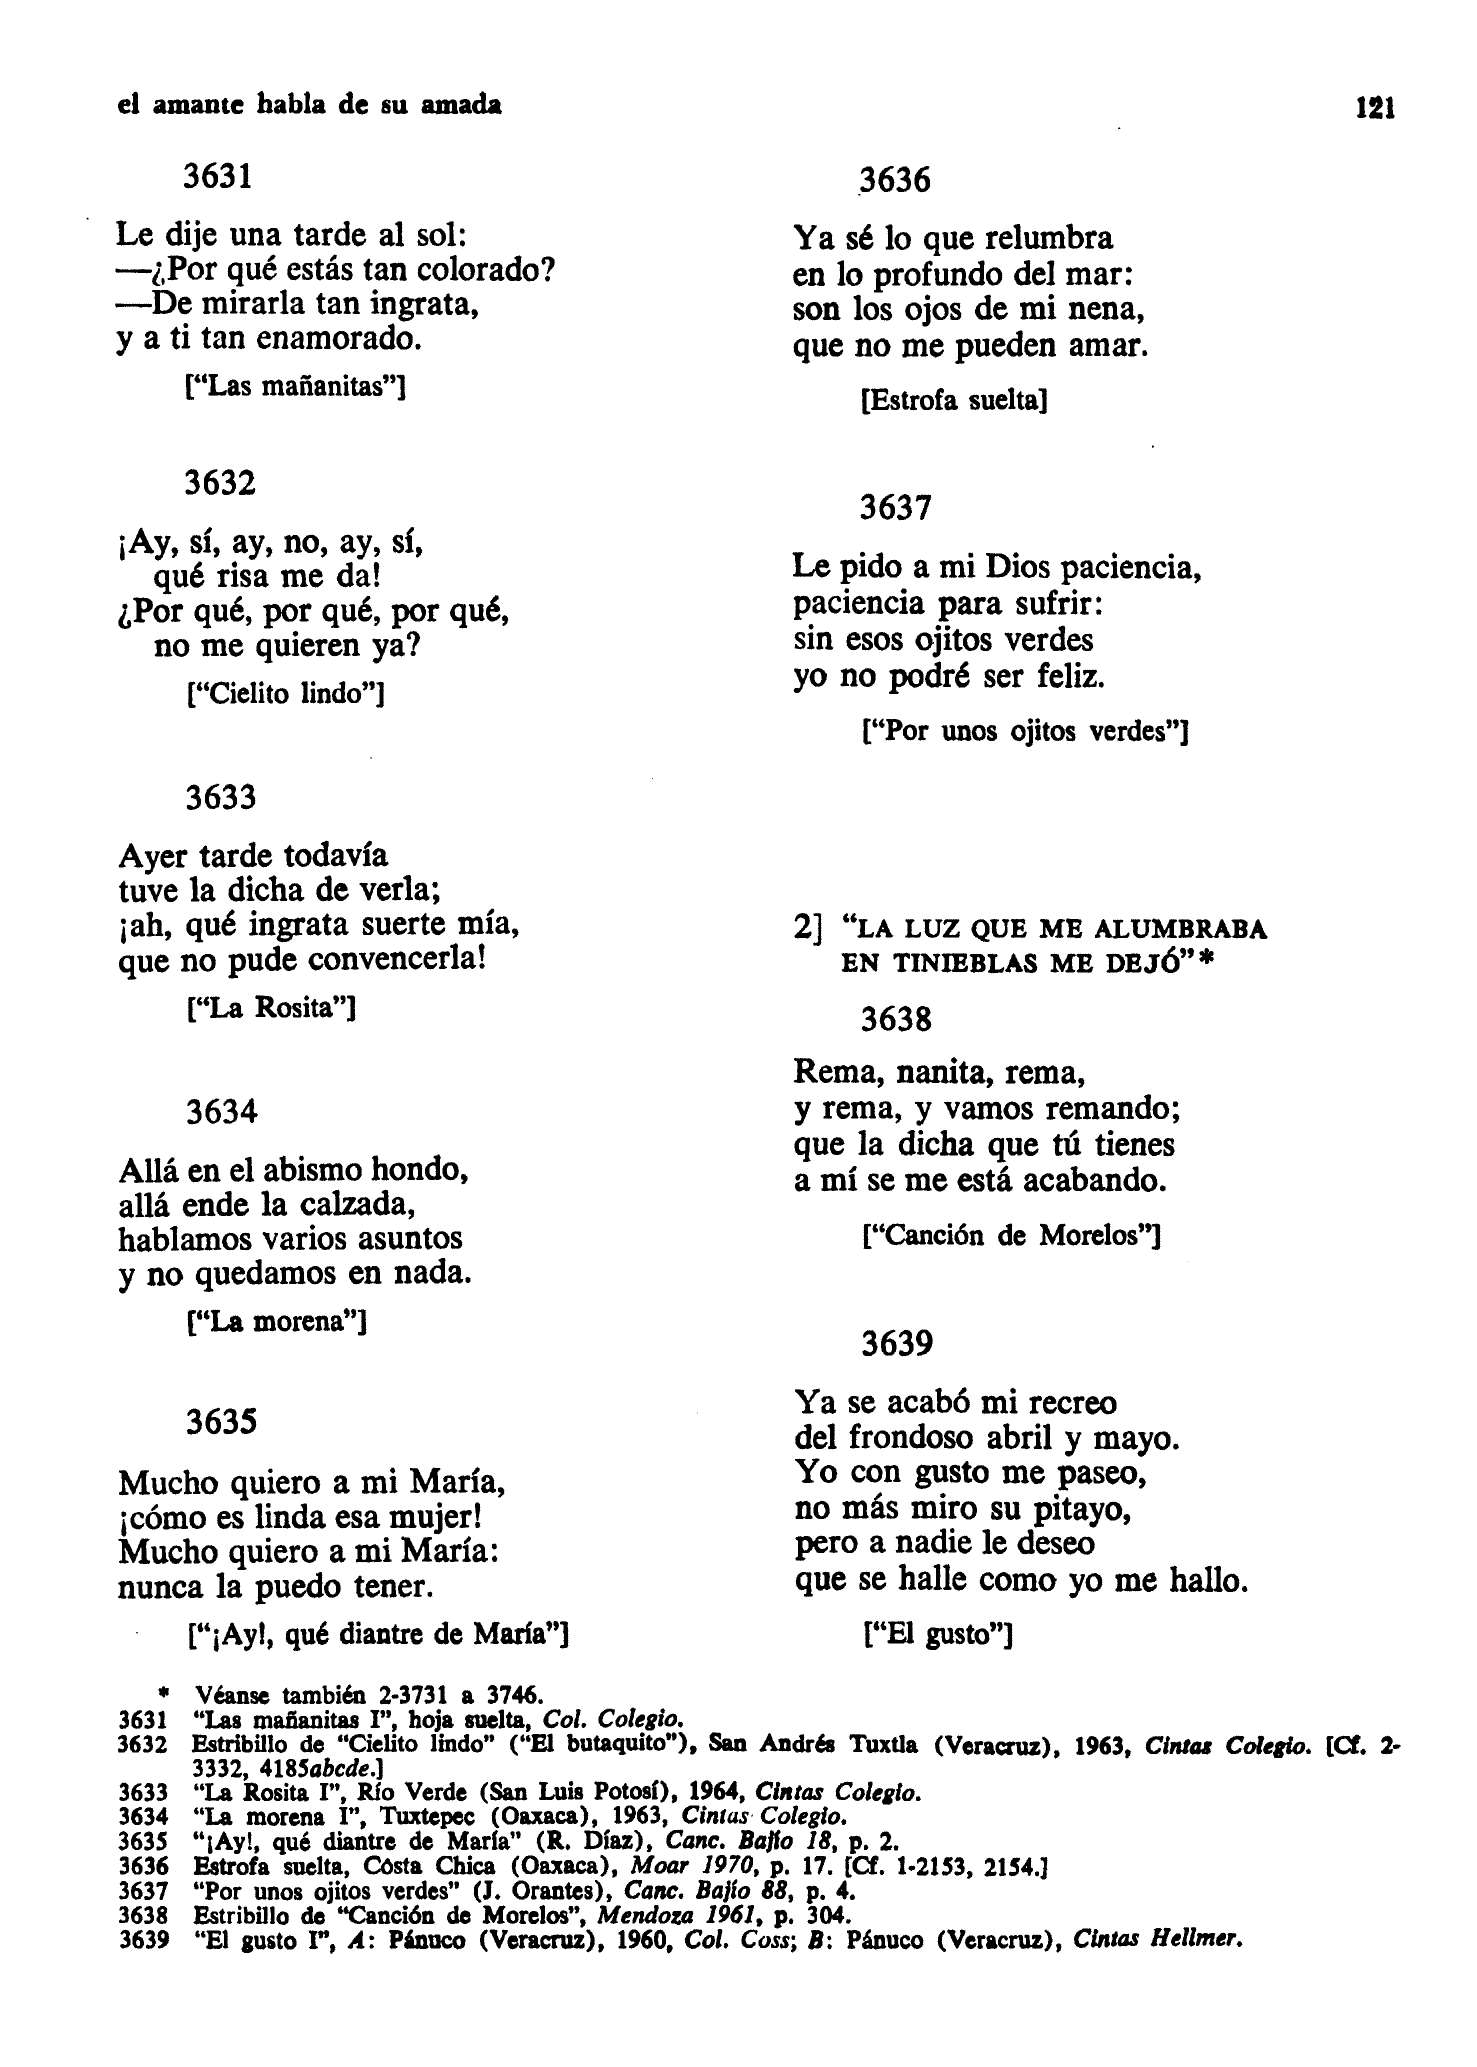 el amante habla de su amada
121
3631
Le dije una tarde al sol:
—¿Por qué estás tan colorado?
—De mirarla tan ingrata,
y a ti tan enamorado.
["Las mañanitas"]
3632
¡Ay, sí, ay, no, ay, sí,
qué risa me da!
¿Por qué, por qué, por qué,
no me quieren ya?
["Cielito lindo"]
3633
Ayer tarde todavía
tuve la dicha de verla;
¡ah, qué ingrata suerte mía,
que no pude convencerla!
["La Rosita"]
3634
Allá en el abismo hondo,
allá ende la calzada,
hablamos varios asuntos
y no quedamos en nada.
["La morena"]
3635
Mucho quiero a mi María,
¡cómo es linda esa mujer!
Mucho quiero a mi María:
nunca la puedo tener.
["¡Ay!, qué diantre de María"]
3636
Ya sé lo que relumbra
en lo profundo del mar:
son los ojos de mi nena,
que no me pueden amar.
[Estrofa suelta]
3637
Le pido a mi Dios paciencia,
paciencia para sufrir:
sin esos ojitos verdes
yo no podré ser feliz.
["Por unos ojitos verdes"]
2] "LA LUZ QUE ME ALUMBRABA
EN TINIEBLAS ME DEJÓ"*
3638
Rema, nanita, rema,
y rema, y vamos remando;
que la dicha que tú tienes
a mí se me está acabando.
["Canción de Morelos"]
3639
Ya se acabó mi recreo
del frondoso abril y mayo.
Yo con gusto me paseo,
no más miro su pitayo,
pero a nadie le deseo
que se halle como yo me hallo.
["El gusto"]
* Véanse también 2-3731 a 3746.
3631 "Las mañanitas I", hoja suelta, Col. Colegio.
3632 Estribillo de "Cielito lindo" ("El butaquito"), San Andrés Tuxtla (Veracruz), 1963, Cintas Colegio. [Cf. 2-
3332, 4185abcde.]
3633 "La Rosita I", Río Verde (San Luis Potosí), 1964, Cintas Colegio.
3634 "La morena I", Tuxtepec (Oaxaca), 1963, Cintas Colegio.
3635 "¡Ay!, qué diantre de María" (R. Díaz), Canc. Bajío 18, p. 2.
3636 Estrofa suelta, Costa Chica (Oaxaca), Moar 1970, p. 17. [Cf. 1-2153, 2154.]
3637 "Por unos ojitos verdes" (J. Orantes), Canc. Bajío 88, p. 4.
3638 Estribillo de "Canción de Morelos", Mendoza 1961, p. 304.
3639 "El gusto I", A: Pánuco (Veracruz), 1960, Col. Coss; B: Pánuco (Veracruz), Cintas Hellmer.